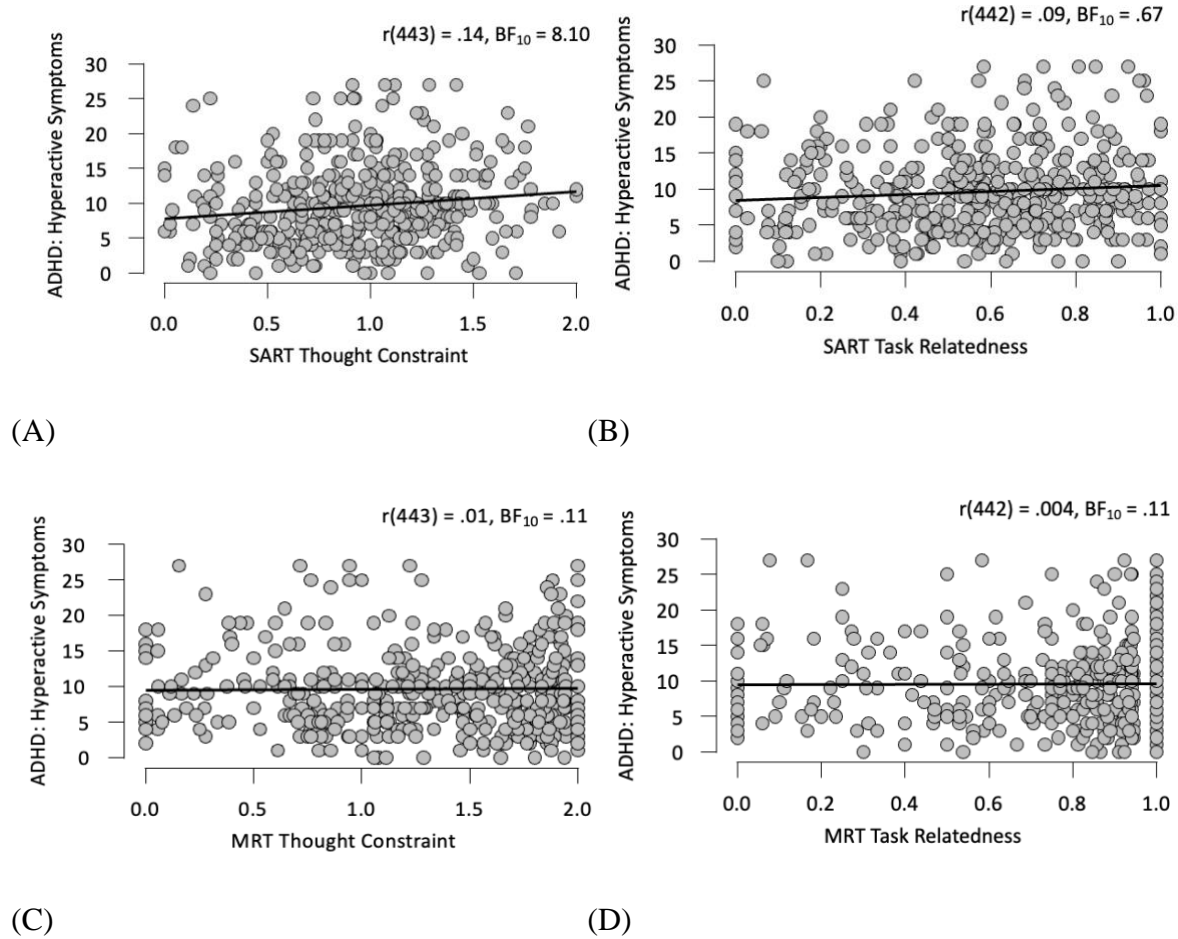 r(443) = .14, BF₁₀ = 8.10
ADHD: Hyperactive Symptoms
30
25
20
15
10
5
0
0.0 0.5 1.0 1.5 2.0
SART Thought Constraint
r(442) = .09, BF₁₀ = .67
ADHD: Hyperactive Symptoms
30
25
20
15
10
5
0
0.0 0.2 0.4 0.6 0.8 1.0
SART Task Relatedness
(A)
(B)
r(443) = .01, BF₁₀ = .11
ADHD: Hyperactive Symptoms
30
25
20
15
10
5
0
0.0 0.5 1.0 1.5 2.0
MRT Thought Constraint
r(442) = .004, BF₁₀ = .11
ADHD: Hyperactive Symptoms
30
25
20
15
10
5
0
0.0 0.2 0.4 0.6 0.8 1.0
MRT Task Relatedness
(C)
(D)